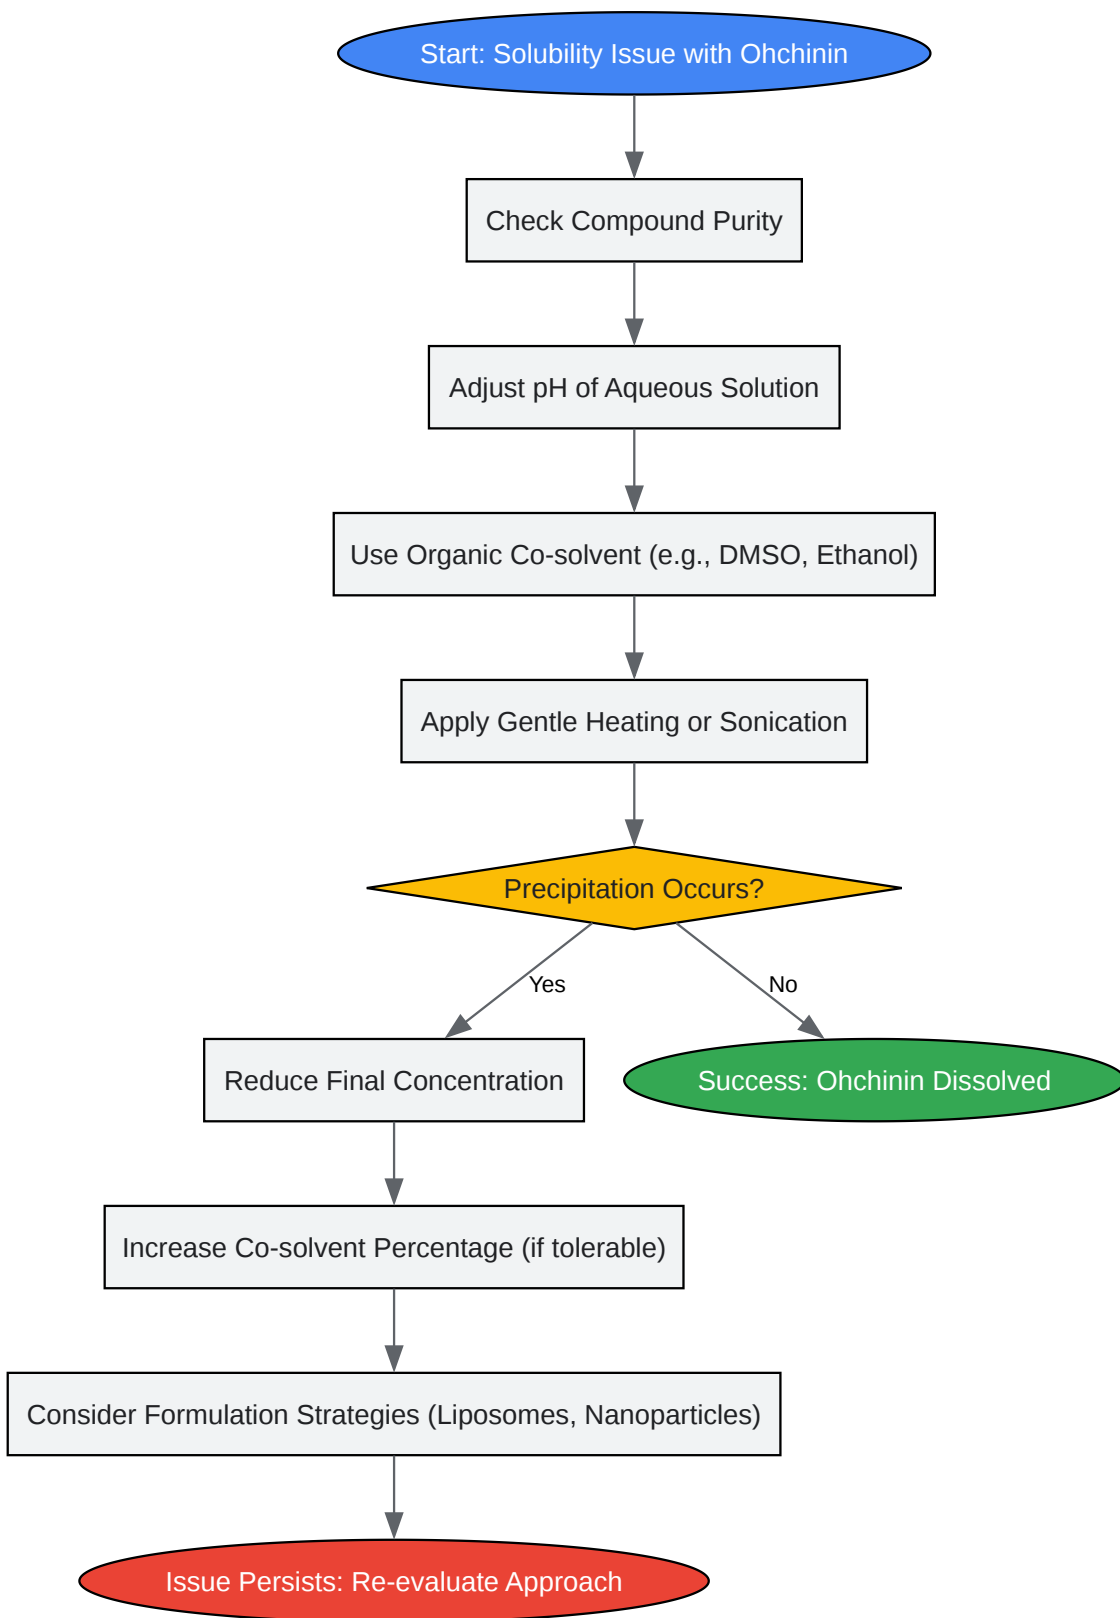 Start: Solubility Issue with Ohchinin
Check Compound Purity
Adjust pH of Aqueous Solution
Use Organic Co-solvent (e.g., DMSO, Ethanol)
Apply Gentle Heating or Sonication
Precipitation Occurs?
Yes
No
Reduce Final Concentration
Success: Ohchinin Dissolved
Increase Co-solvent Percentage (if tolerable)
Consider Formulation Strategies (Liposomes, Nanoparticles)
Issue Persists: Re-evaluate Approach